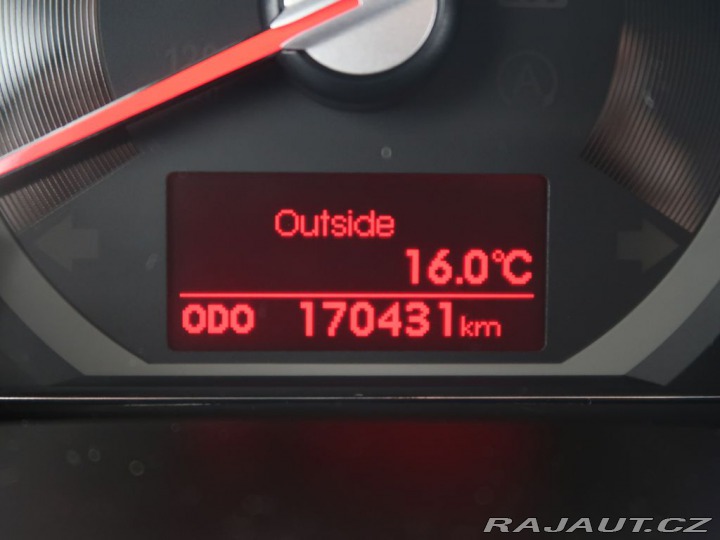 Outside
16.0°C
ODO 170431km
RAJAUT.CZ